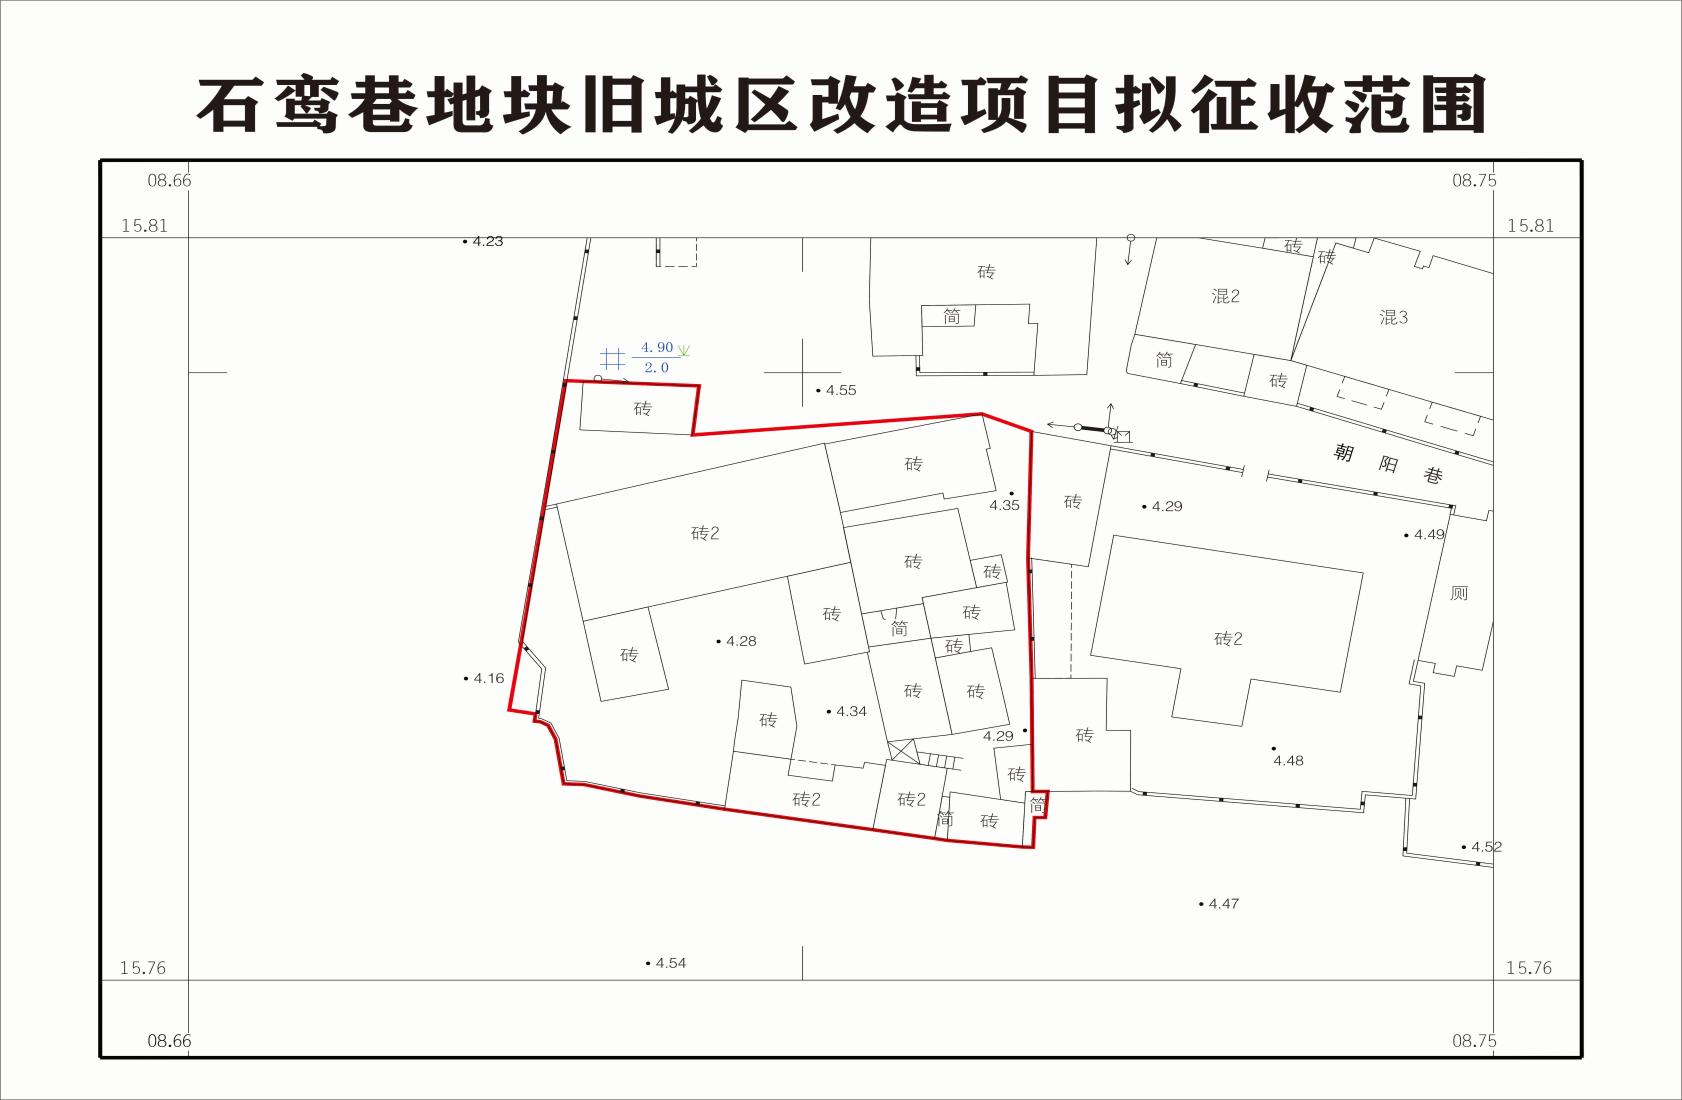 石鸾巷地块旧城区改造项目拟征收范围
08.66
08.75
15.81
15.81
4.23
砖
砖
砖
混2
简
混3
4.90
2.0
简
砖
4.55
砖
朝阳巷
砖
4.35
砖
4.29
砖2
4.49
砖
砖
厕
砖
砖
简
砖2
4.28
砖
砖
4.16
砖
砖
砖
4.34
4.29
砖
4.48
砖
砖2
砖2
简
简
砖
4.52
4.47
4.54
15.76
15.76
08.66
08.75